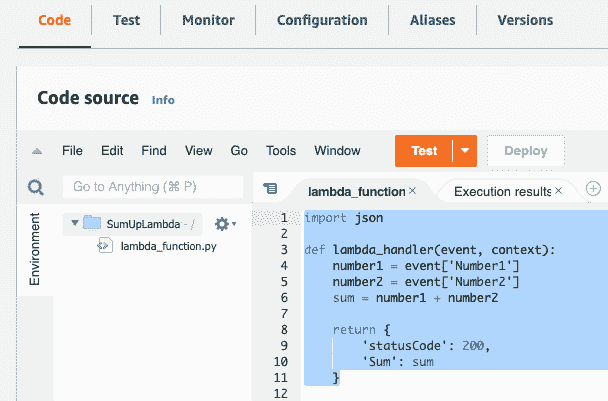 Code Test Monitor Configuration Aliases Versions
Code source Info
File Edit Find View Go Tools Window Test Deploy
Go to Anything (⌘ P)
lambda_function × Execution results ×
Environment
SumUpLambda - /
lambda_function.py
1 import json
2
3 def lambda_handler(event, context):
4     number1 = event['Number1']
5     number2 = event['Number2']
6     sum = number1 + number2
7
8     return {
9         'statusCode': 200,
10         'Sum': sum
11     }
12